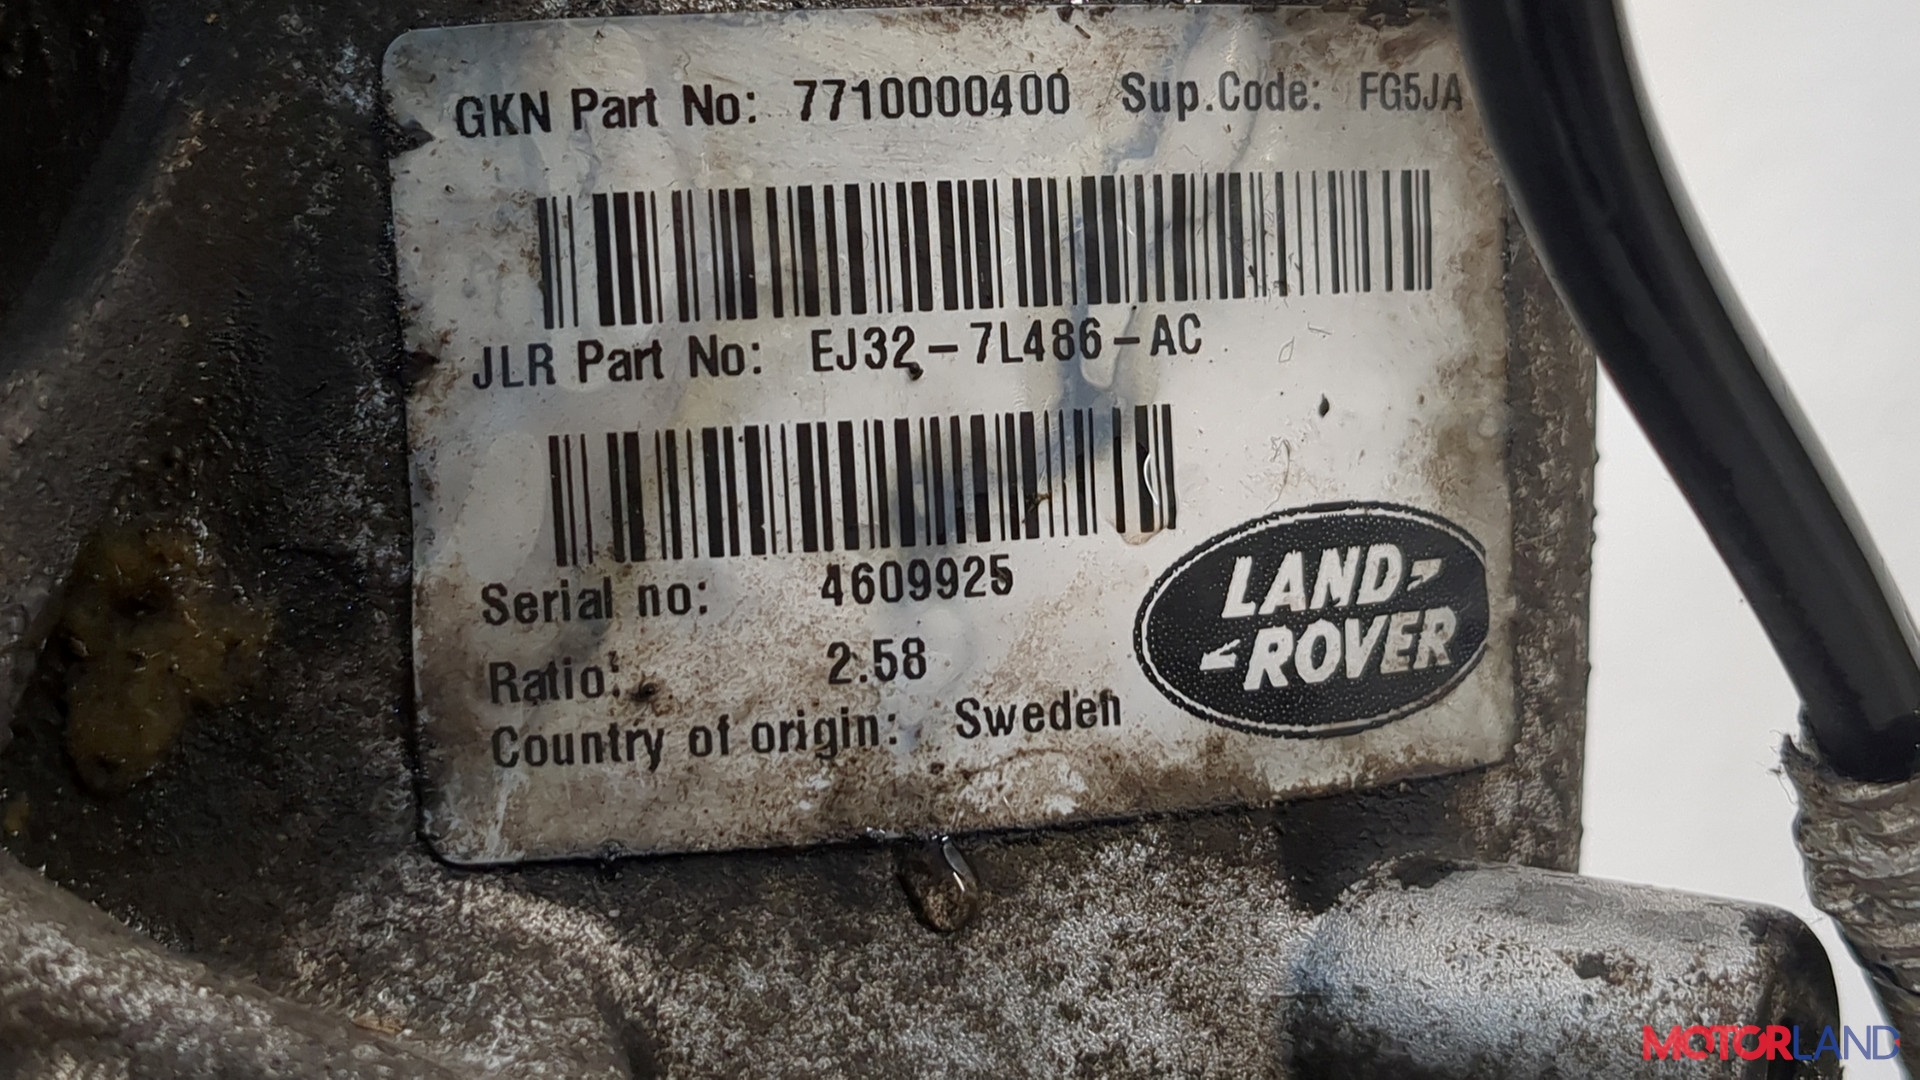 GKN Part No: 7710000400 Sup.Code: FG5JA
JLR Part No: EJ32-7L486-AC
Serial no: 4609925
Ratio: 2.58
Country of origin: Sweden
LAND
ROVER
MOTORLAND